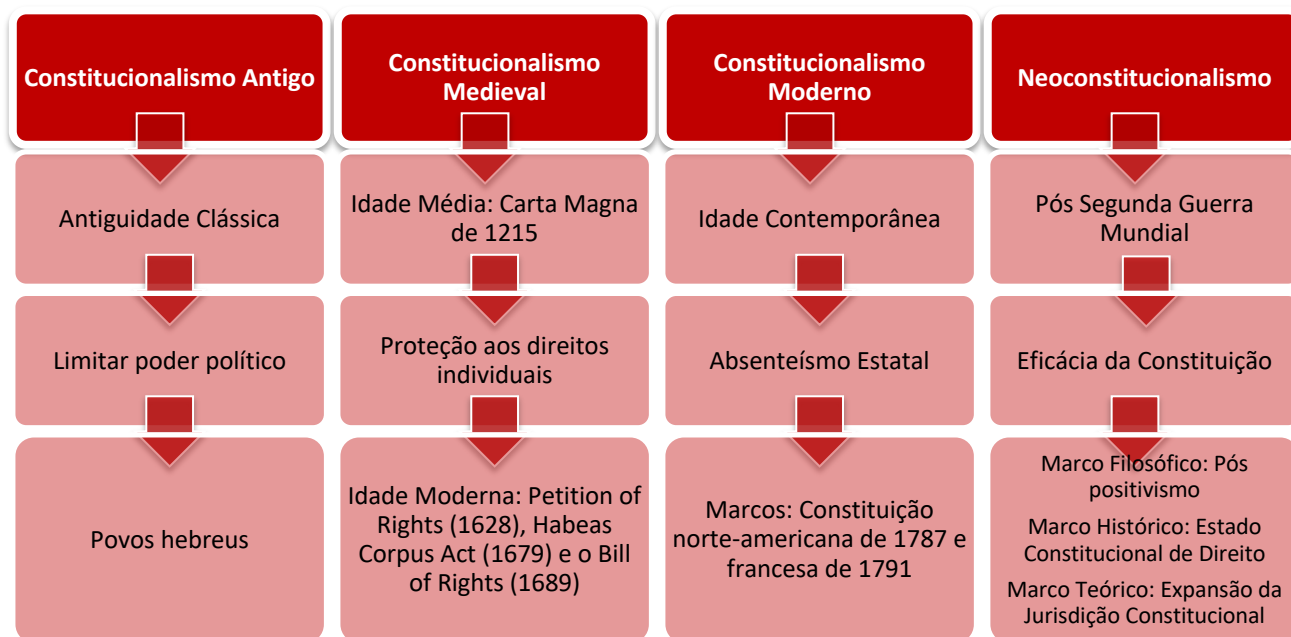 Constitucionalismo Antigo
Antiguidade Clássica
Limitar poder político
Povos hebreus
Constitucionalismo
Medieval
Idade Média: Carta Magna
de 1215
Proteção aos direitos
individuais
Idade Moderna: Petition of
Rights (1628), Habeas
Corpus Act (1679) e o Bill
of Rights (1689)
Constitucionalismo
Moderno
Idade Contemporânea
Absenteísmo Estatal
Marcos: Constituição
norte-americana de 1787 e
francesa de 1791
Neoconstitucionalismo
Pós Segunda Guerra
Mundial
Eficácia da Constituição
Marco Filosófico: Pós
positivismo
Marco Histórico: Estado
Constitucional de Direito
Marco Teórico: Expansão da
Jurisdição Constitucional